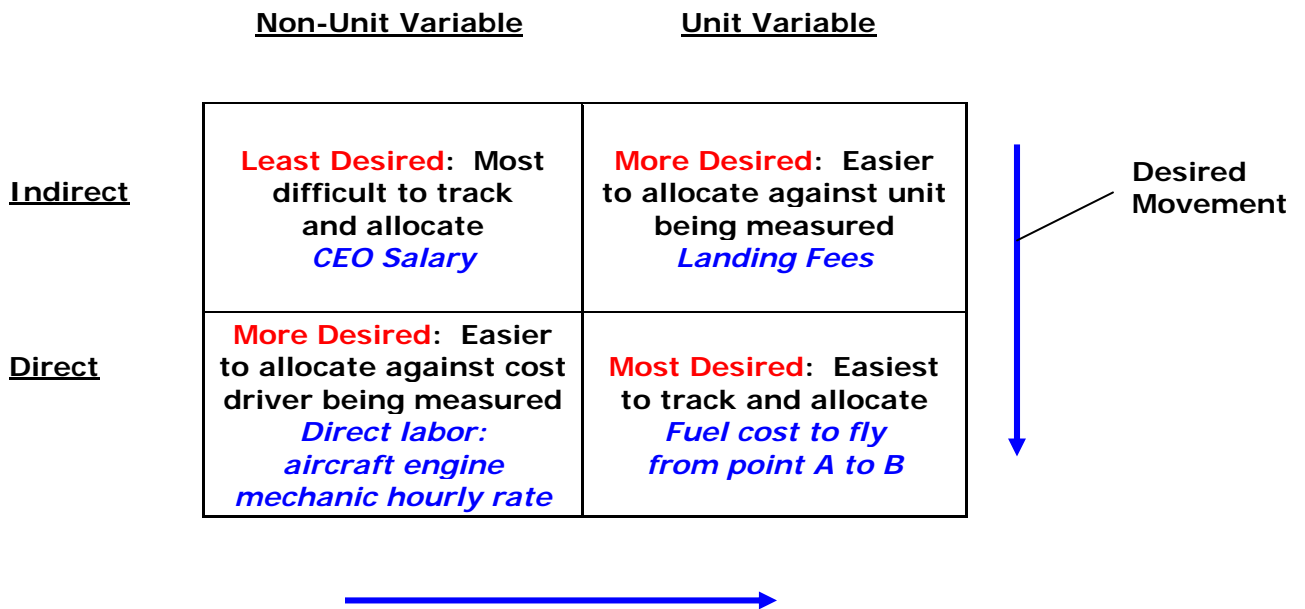 Non-Unit Variable
Unit Variable
Indirect
Least Desired: Most
difficult to track
and allocate
CEO Salary
More Desired: Easier
to allocate against unit
being measured
Landing Fees
Desired
Movement
Direct
More Desired: Easier
to allocate against cost
driver being measured
Direct labor:
aircraft engine
mechanic hourly rate
Most Desired: Easiest
to track and allocate
Fuel cost to fly
from point A to B